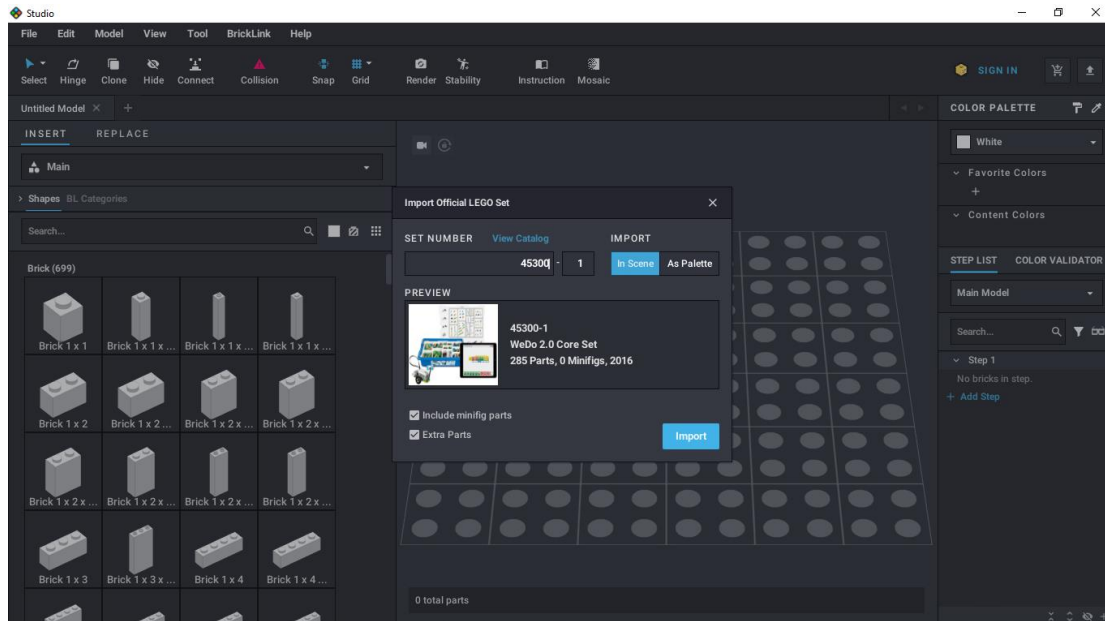 Studio
File Edit Model View Tool BrickLink Help
Select Hinge Clone Hide Connect Collision Snap Grid Render Stability Instruction Mosaic
SIGN IN
Untitled Model
INSERT REPLACE
Main
Shapes BL Categories
Search...
Brick (699)
Brick 1 x 1 Brick 1 x 1 x ... Brick 1 x 1 x ... Brick 1 x 1 x ...
Brick 1 x 2 Brick 1 x 2 ... Brick 1 x 2 x ... Brick 1 x 2 x ...
Brick 1 x 2 x ... Brick 1 x 2 x ... Brick 1 x 2 x ... Brick 1 x 2 x ...
Brick 1 x 3 Brick 1 x 3 x ... Brick 1 x 4 Brick 1 x 4 ...
Import Official LEGO Set
SET NUMBER View Catalog IMPORT
45300 - 1 In Scene As Palette
PREVIEW
45300-1
WeDo 2.0 Core Set
285 Parts, 0 Minifigs, 2016
Include minifig parts
Extra Parts
Import
0 total parts
COLOR PALETTE
White
Favorite Colors
+
Content Colors
STEP LIST COLOR VALIDATOR
Main Model
Search...
Step 1
No bricks in step.
+ Add Step